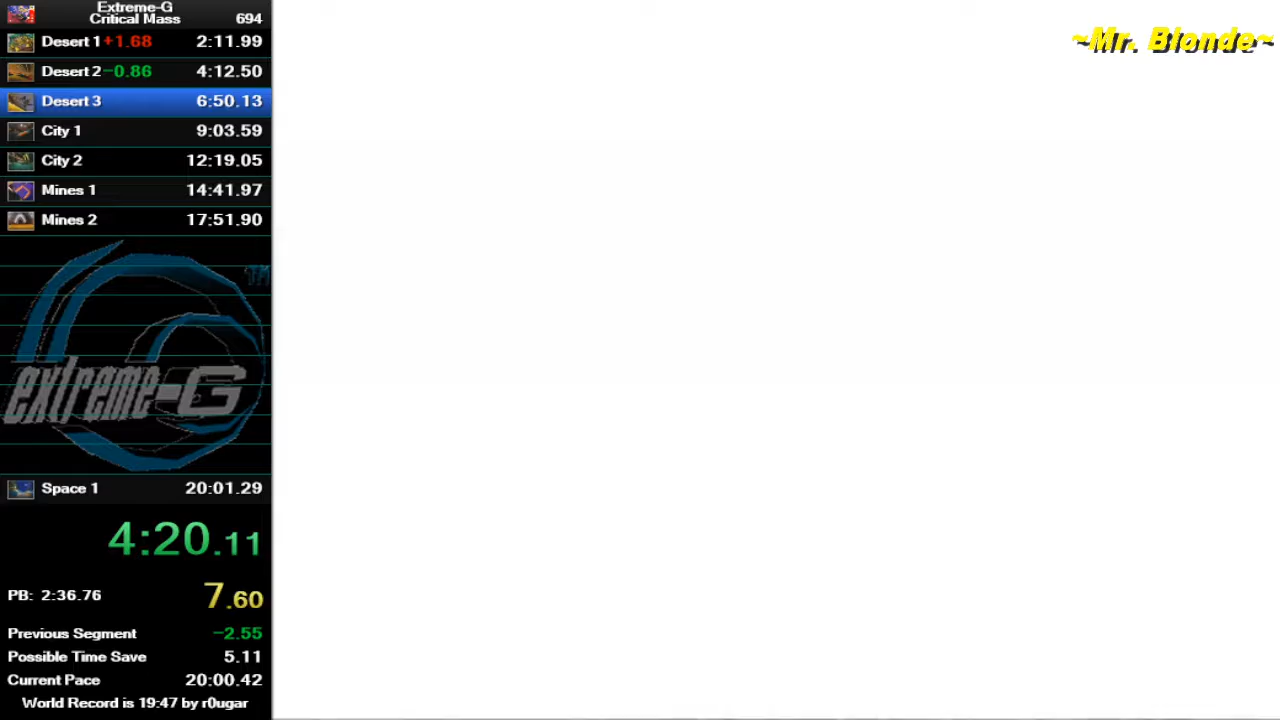 Extreme-G
Critical Mass 694
~Mr. Blonde~
Desert 1 +1.68 2:11.99
Desert 2 −0.86 4:12.50
Desert 3 6:50.13
City 1 9:03.59
City 2 12:19.05
Mines 1 14:41.97
Mines 2 17:51.90
TM
extreme-G
Space 1 20:01.29
4:20.11
PB: 2:36.76 7.60
Previous Segment −2.55
Possible Time Save 5.11
Current Pace 20:00.42
World Record is 19:47 by r0ugar